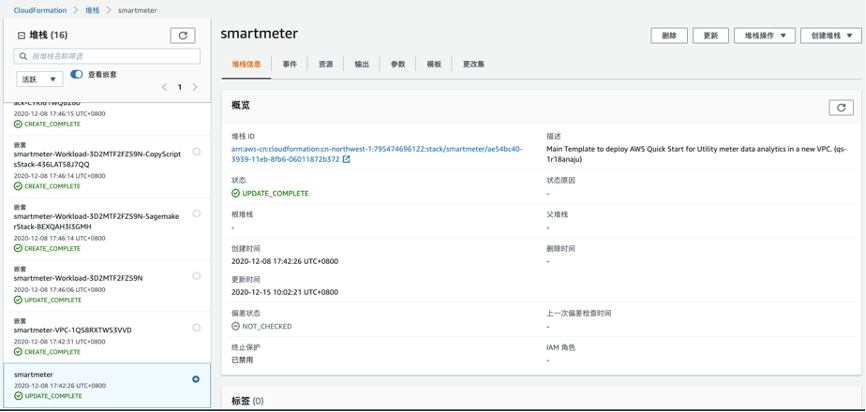 CloudFormation > 堆栈 > smartmeter
堆栈 (16)
按堆栈名称筛选
活跃
查看嵌套
1
2020-12-08 17:46:15 UTC+0800
CREATE_COMPLETE
嵌套
smartmeter-Workload-3D2MTF2FZ59N-CopyScript
sStack-436LATS8J7QQ
2020-12-08 17:46:14 UTC+0800
CREATE_COMPLETE
嵌套
smartmeter-Workload-3D2MTF2FZ59N-Sagemake
rStack-BEXQAH3I3GMH
2020-12-08 17:46:14 UTC+0800
CREATE_COMPLETE
嵌套
smartmeter-Workload-3D2MTF2FZ59N
2020-12-08 17:46:06 UTC+0800
UPDATE_COMPLETE
嵌套
smartmeter-VPC-1QS8RXTWS3VVD
2020-12-08 17:42:31 UTC+0800
CREATE_COMPLETE
smartmeter
2020-12-08 17:42:26 UTC+0800
UPDATE_COMPLETE
smartmeter
删除 更新 堆栈操作 创建堆栈
堆栈信息 事件 资源 输出 参数 模板 更改集
概览
堆栈 ID
arn:aws-cn:cloudformation:cn-northwest-1:795474696122:stack/smartmeter/ae54bc40-
3939-11eb-8fb6-06011872b372
描述
Main Template to deploy AWS Quick Start for Utility meter data analytics in a new VPC. (qs-
1r18anaju)
状态
UPDATE_COMPLETE
状态原因
-
根堆栈
-
父堆栈
-
创建时间
2020-12-08 17:42:26 UTC+0800
删除时间
-
更新时间
2020-12-15 10:02:21 UTC+0800
偏差状态
NOT_CHECKED
上一次偏差检查时间
-
终止保护
已禁用
IAM 角色
-
标签 (0)